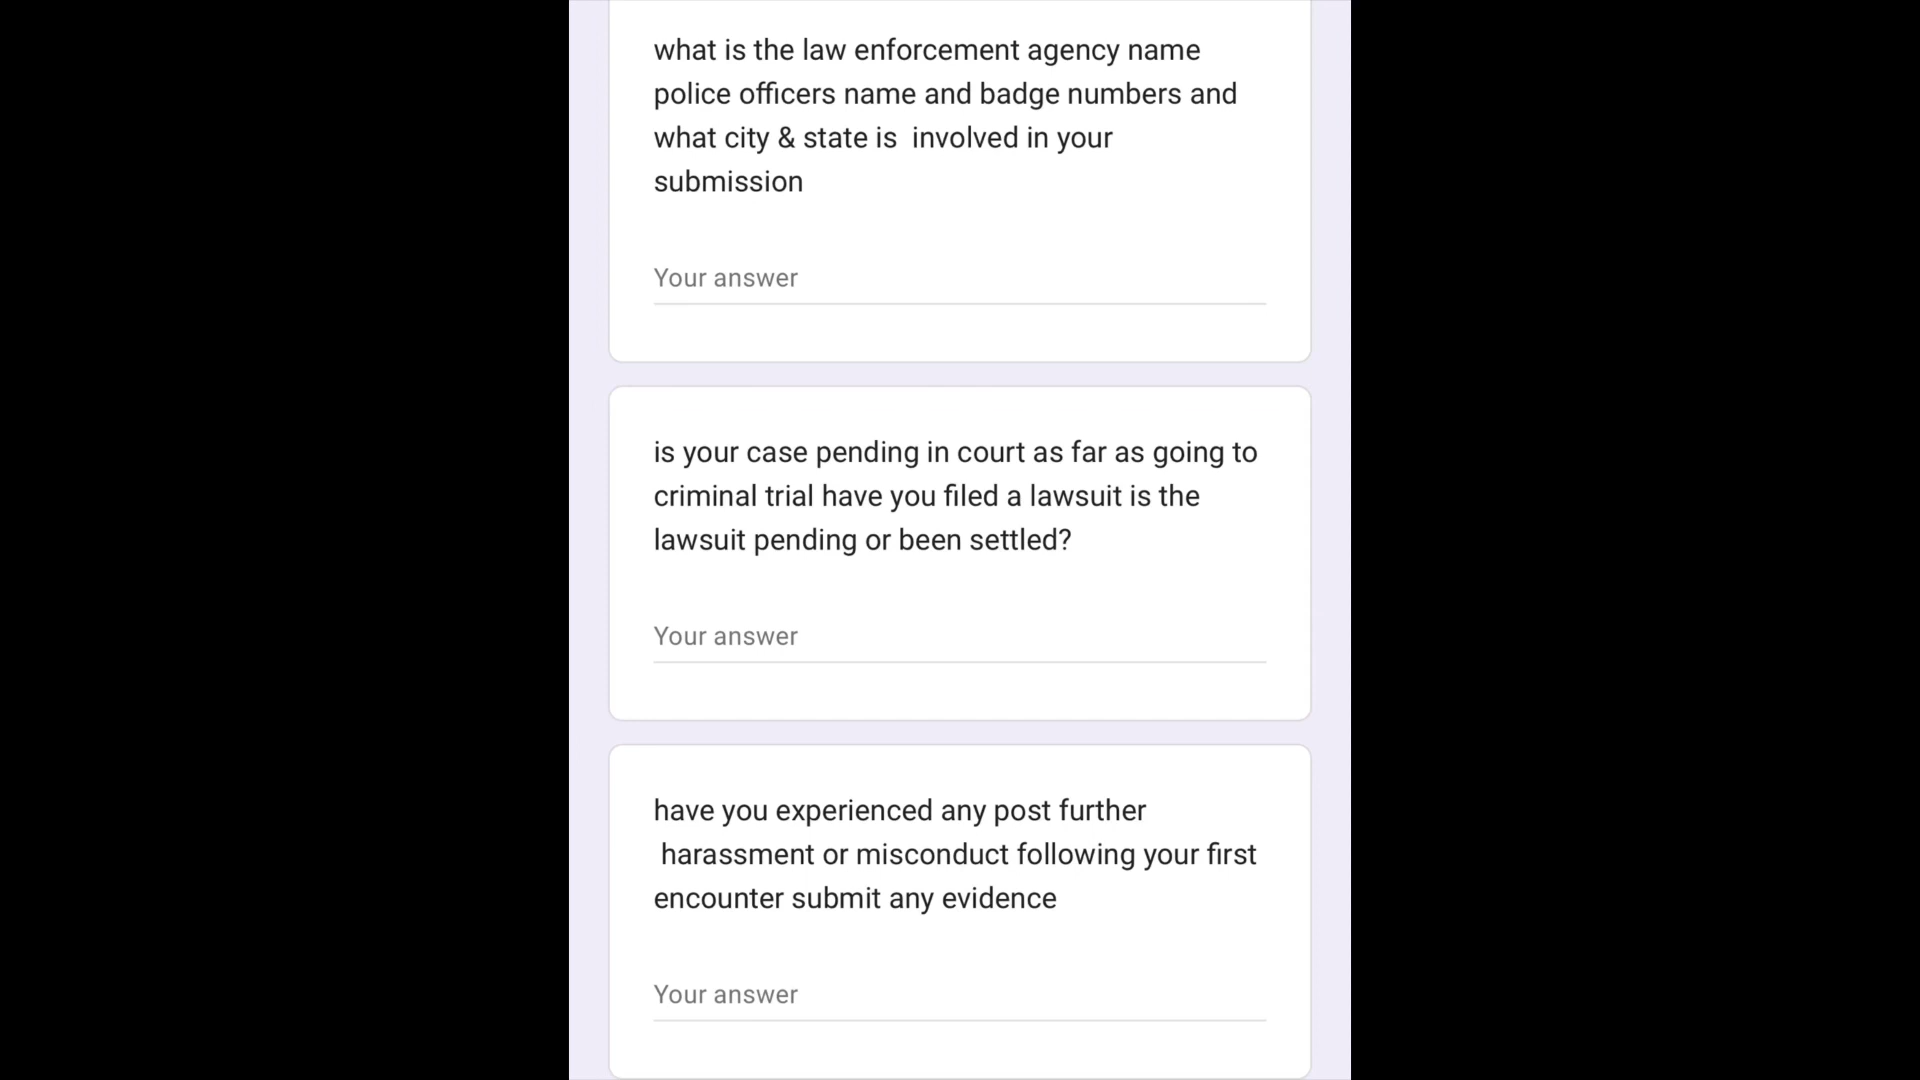 what is the law enforcement agency name
police officers name and badge numbers and
what city & state is  involved in your
submission
Your answer
is your case pending in court as far as going to
criminal trial have you filed a lawsuit is the
lawsuit pending or been settled?
Your answer
have you experienced any post further
 harassment or misconduct following your first
encounter submit any evidence
Your answer